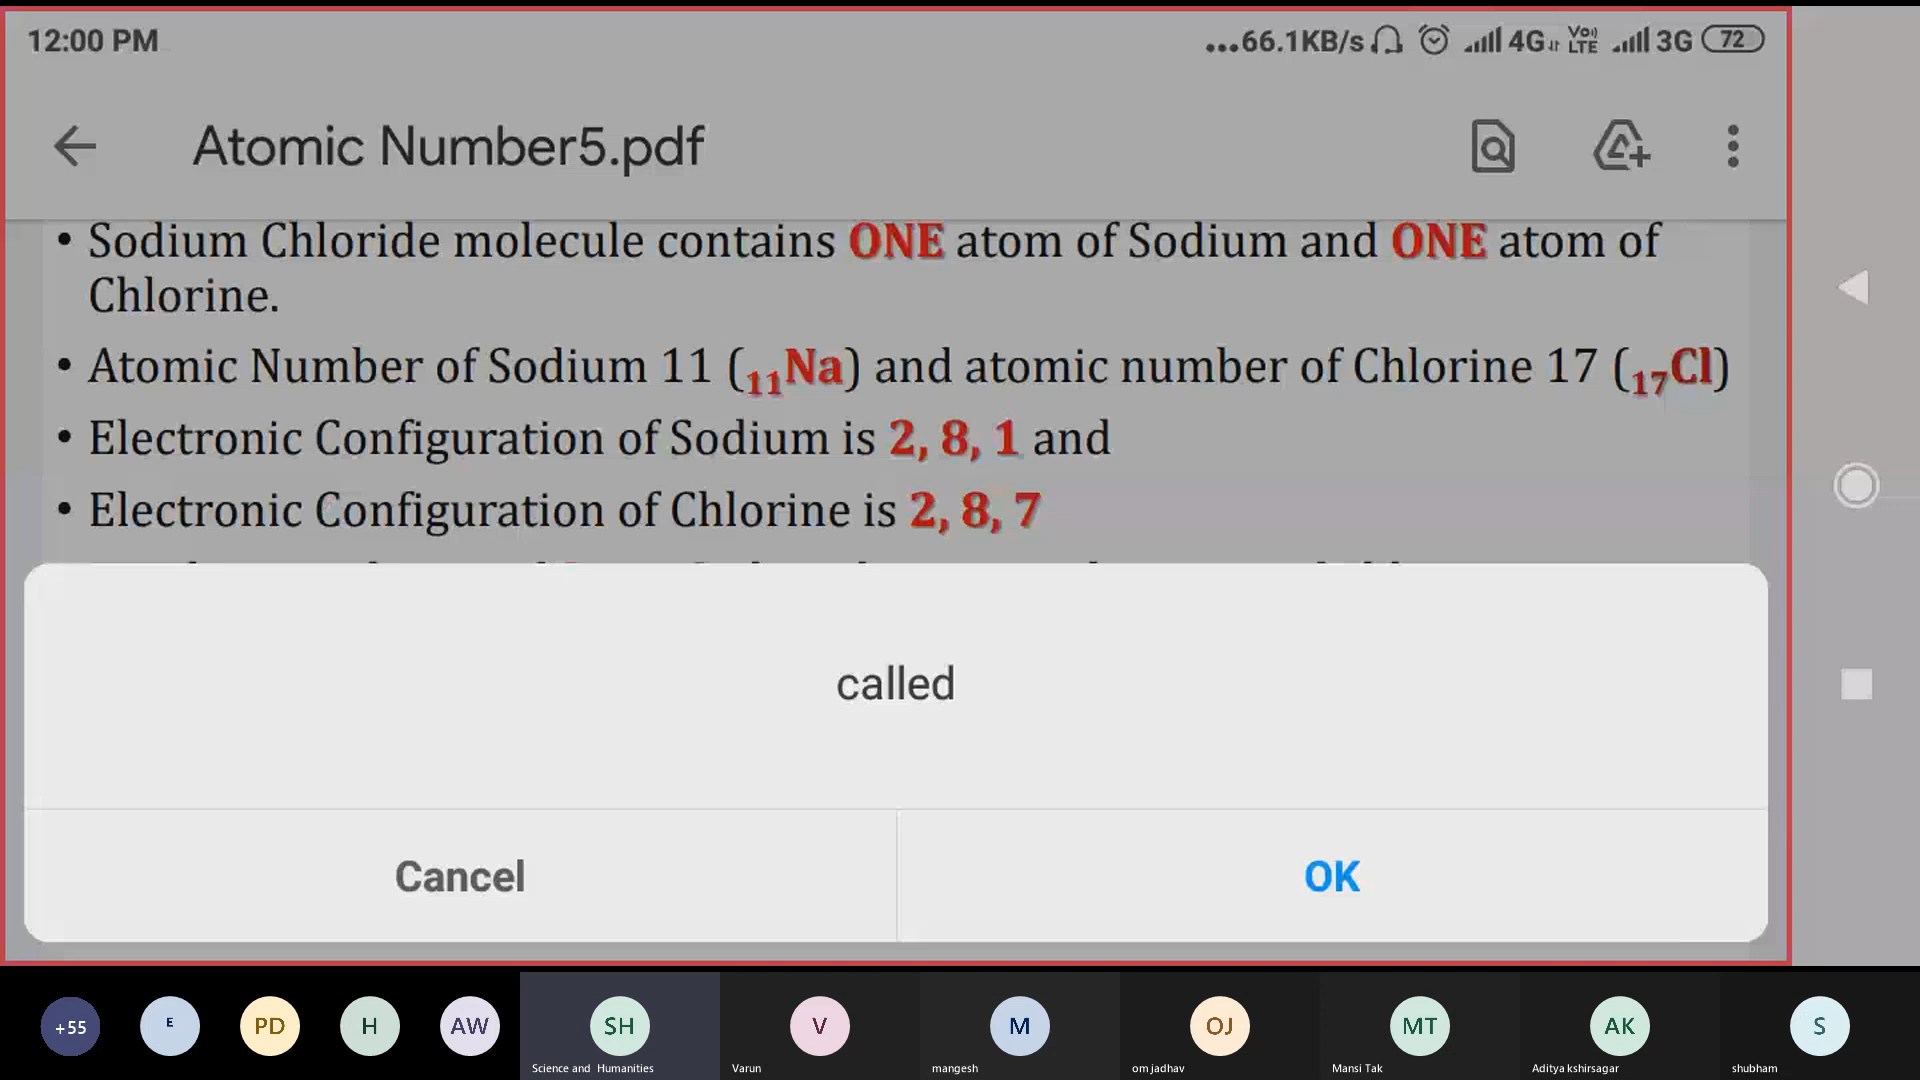 12:00 PM
...66.1KB/s 4G VoLTE 3G 72
Atomic Number5.pdf
• Sodium Chloride molecule contains ONE atom of Sodium and ONE atom of
Chlorine.
• Atomic Number of Sodium 11 (₁₁Na) and atomic number of Chlorine 17 (₁₇Cl)
• Electronic Configuration of Sodium is 2, 8, 1 and
• Electronic Configuration of Chlorine is 2, 8, 7
called
Cancel OK
+55 E PD H AW SH V M OJ MT AK S
Science and Humanities Varun mangesh om jadhav Mansi Tak Aditya kshirsagar shubham